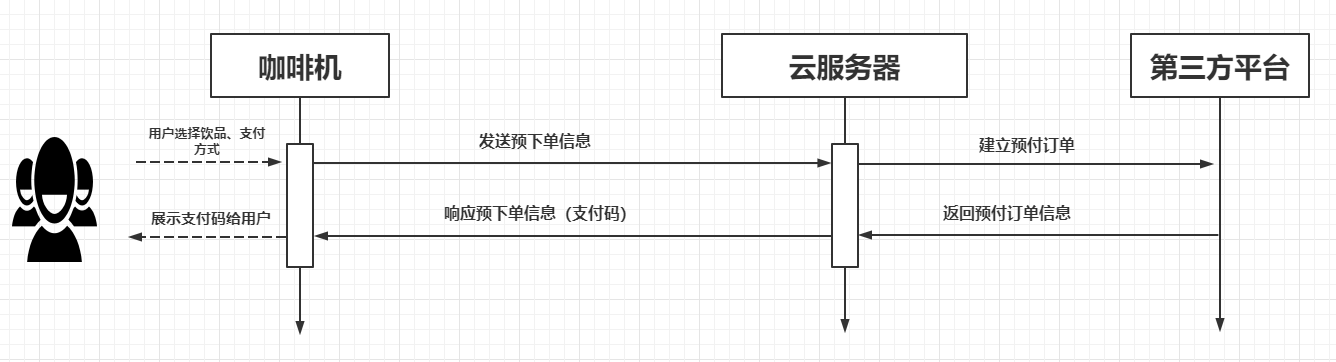 咖啡机
云服务器
第三方平台
用户选择饮品、支付
方式
发送预下单信息
建立预付订单
展示支付码给用户
响应预下单信息（支付码）
返回预付订单信息